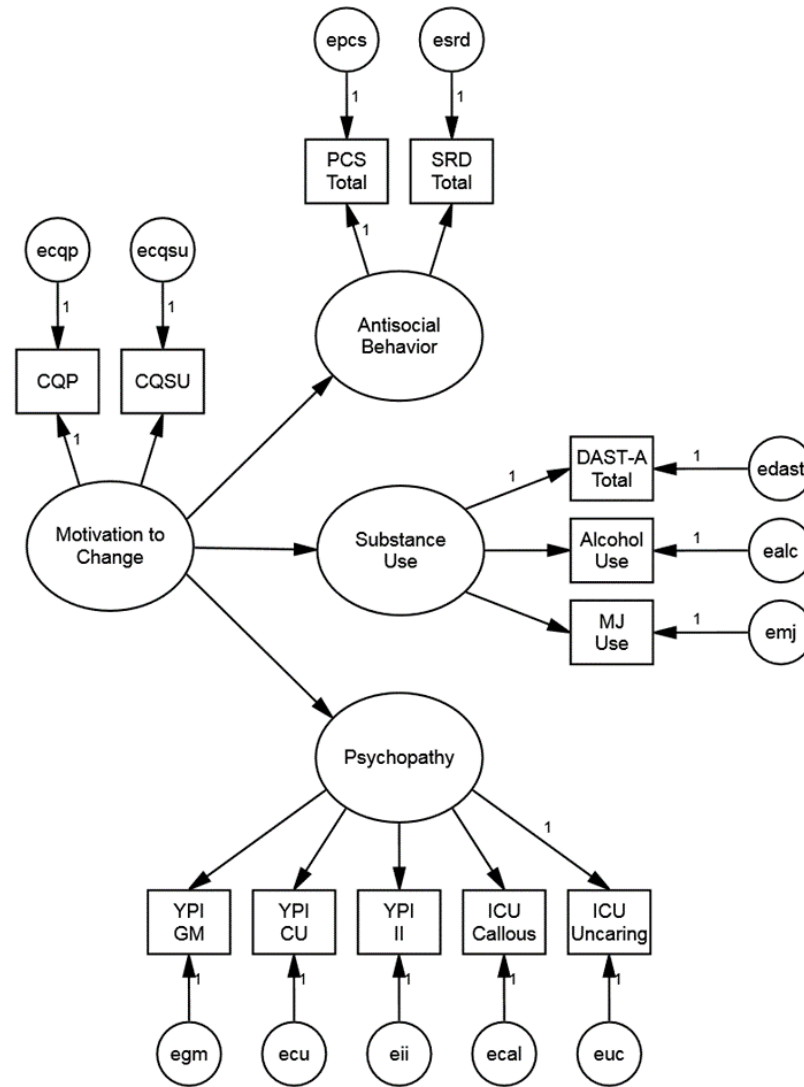 epcs
esrd
1
1
PCS
Total
SRD
Total
ecqp
ecqsu
1
1
1
CQP
CQSU
Antisocial
Behavior
1
DAST-A
Total
1
1
edast
Motivation to
Change
Substance
Use
Alcohol
Use
1
ealc
MJ
Use
1
emj
Psychopathy
1
YPI
GM
YPI
CU
YPI
II
ICU
Callous
ICU
Uncaring
1
1
1
1
1
egm
ecu
eii
ecal
euc